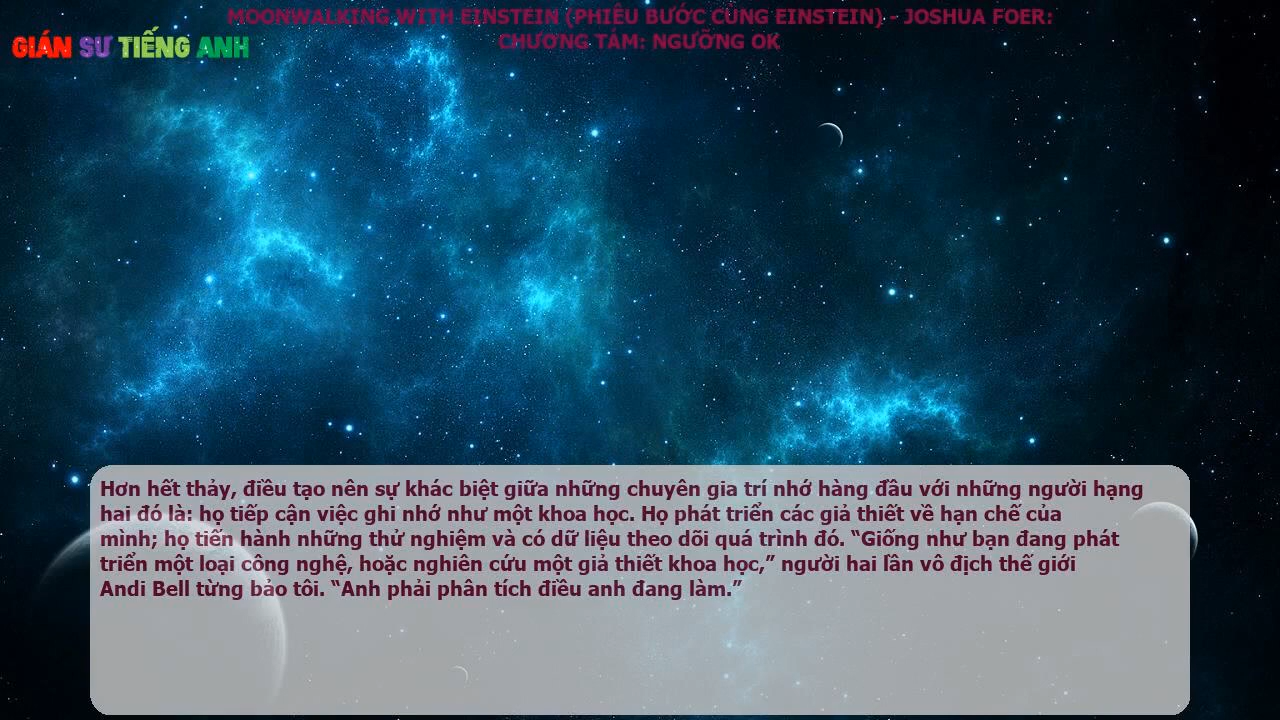 MOONWALKING WITH EINSTEIN (PHIÊU BƯỚC CÙNG EINSTEIN) - JOSHUA FOER:
CHƯƠNG TÁM: NGƯỠNG OK
GIÁN SƯ TIẾNG ANH
Hơn hết thảy, điều tạo nên sự khác biệt giữa những chuyên gia trí nhớ hàng đầu với những người hạng
hai đó là: họ tiếp cận việc ghi nhớ như một khoa học. Họ phát triển các giả thiết về hạn chế của
mình; họ tiến hành những thử nghiệm và có dữ liệu theo dõi quá trình đó. “Giống như bạn đang phát
triển một loại công nghệ, hoặc nghiên cứu một giả thiết khoa học,” người hai lần vô địch thế giới
Andi Bell từng bảo tôi. “Anh phải phân tích điều anh đang làm.”